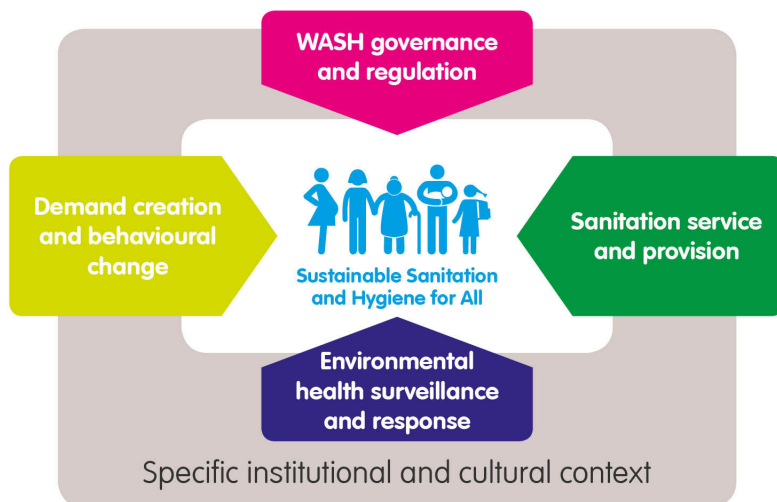 WASH governance
and regulation
Demand creation
and behavioural
change
Sustainable Sanitation
and Hygiene for All
Sanitation service
and provision
Environmental
health surveillance
and response
Specific institutional and cultural context